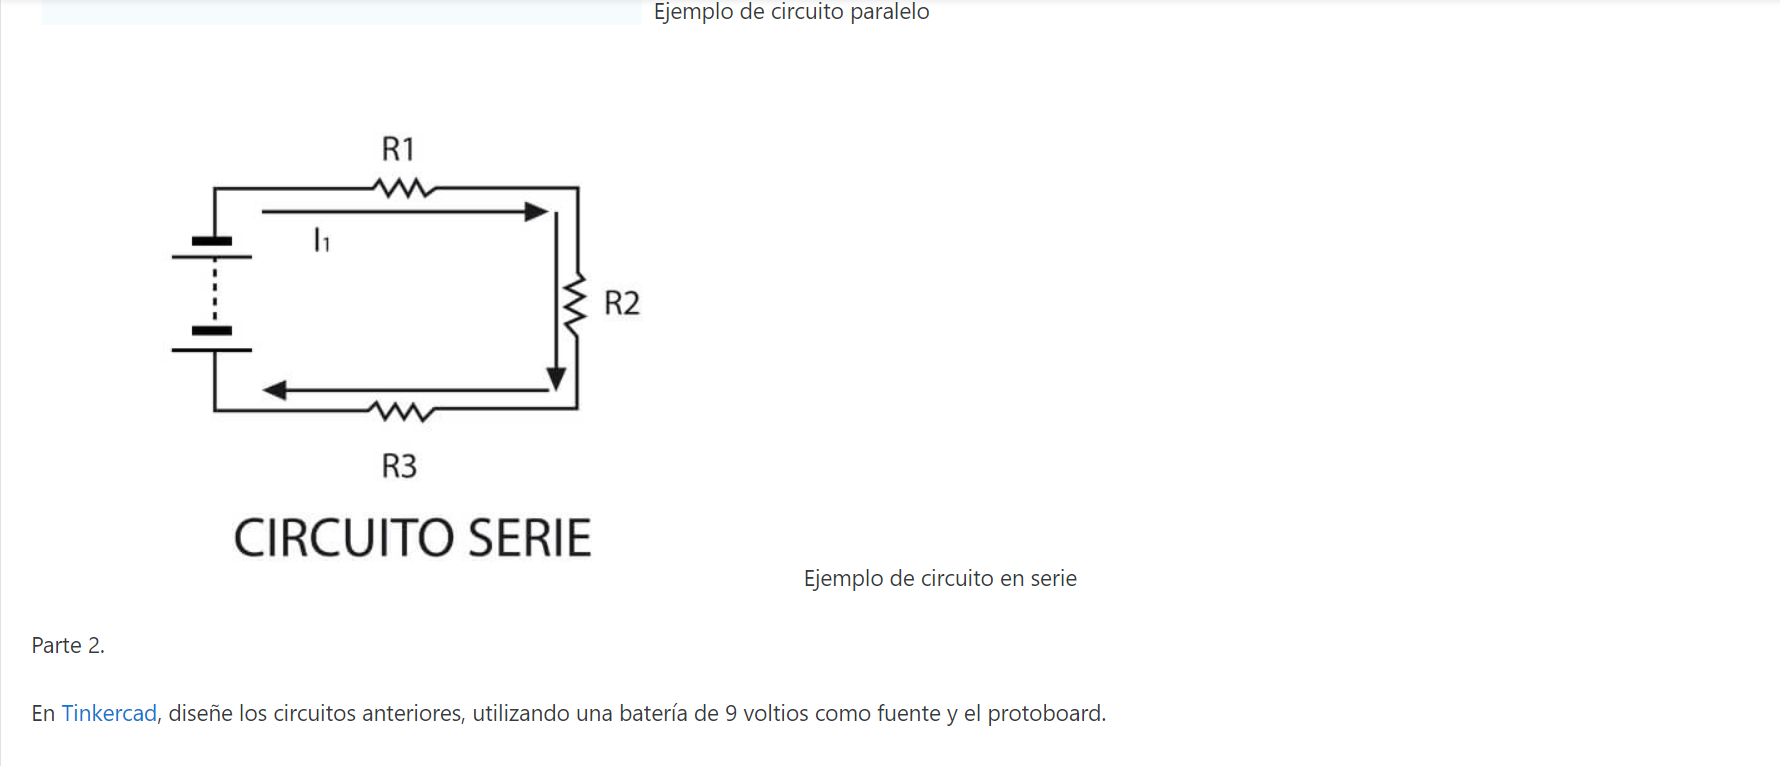 Ejemplo de circuito paralelo
R1
I1
R2
R3
CIRCUITO SERIE
Ejemplo de circuito en serie
Parte 2.
En Tinkercad, diseñe los circuitos anteriores, utilizando una batería de 9 voltios como fuente y el protoboard.